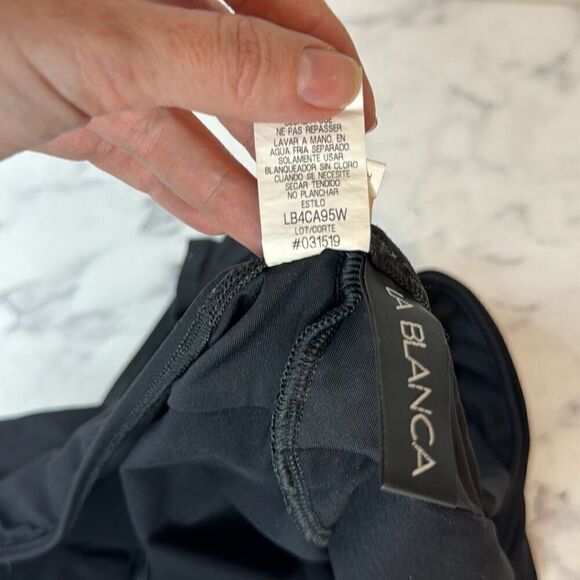 NE PAS REPASSER
LAVAR A MANO, EN
AGUA FRIA SEPARADO.
SOLAMENTE USAR
BLANQUEADOR SIN CLORO
CUANDO SE NECESITE
SECAR TENDIDO
NO PLANCHAR
ESTILO
LB4CA95W
LOT/CORTE
#031519
LA BLANCA